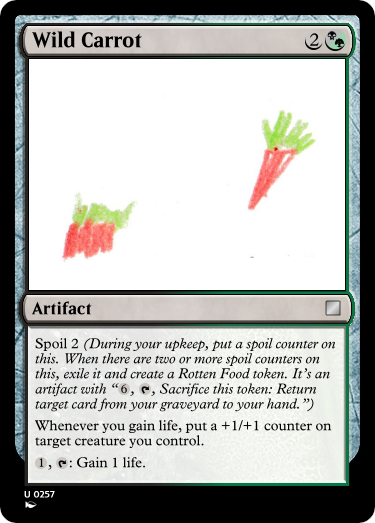 Wild Carrot 2
Artifact
Spoil 2 (During your upkeep, put a spoil counter on
this. When there are two or more spoil counters on
this, exile it and create a Rotten Food token. It's an
artifact with “6, , Sacrifice this token: Return
target card from your graveyard to your hand.”)
Whenever you gain life, put a +1/+1 counter on
target creature you control.
1, : Gain 1 life.
U 0257